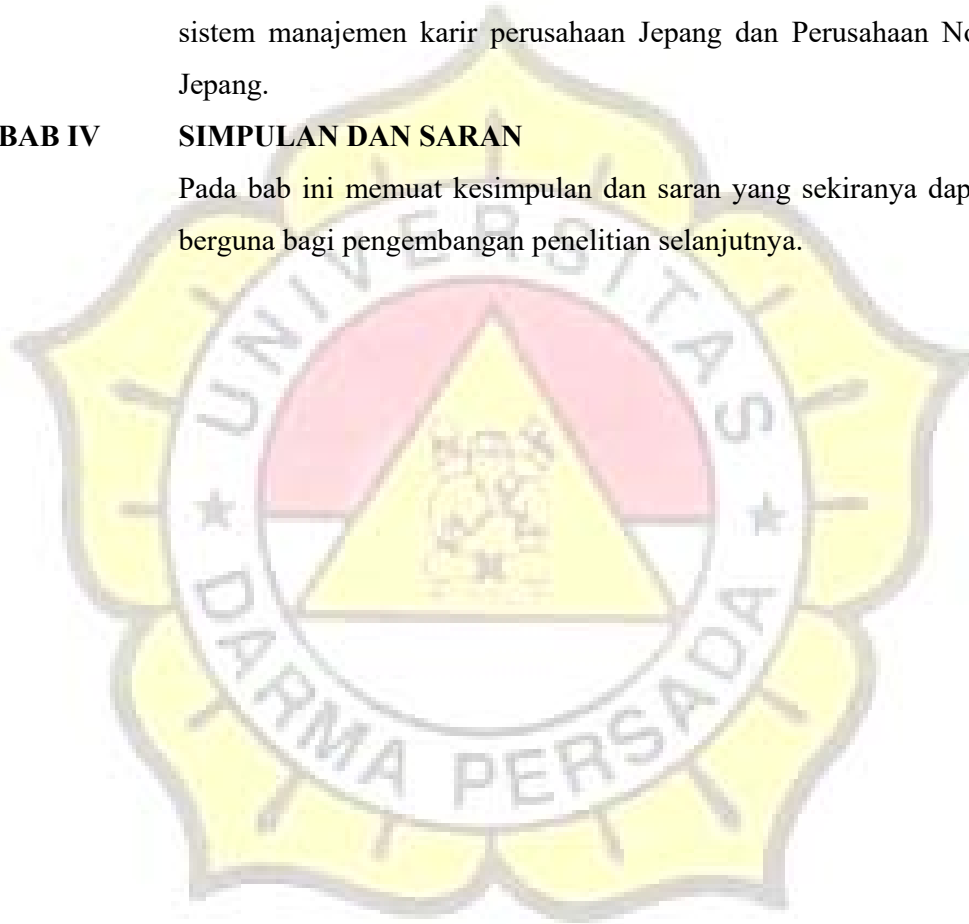 sistem manajemen karir perusahaan Jepang dan Perusahaan No
Jepang.
BAB IV SIMPULAN DAN SARAN
Pada bab ini memuat kesimpulan dan saran yang sekiranya dap
berguna bagi pengembangan penelitian selanjutnya.
UNIVERSITAS
DARMA PERSADA